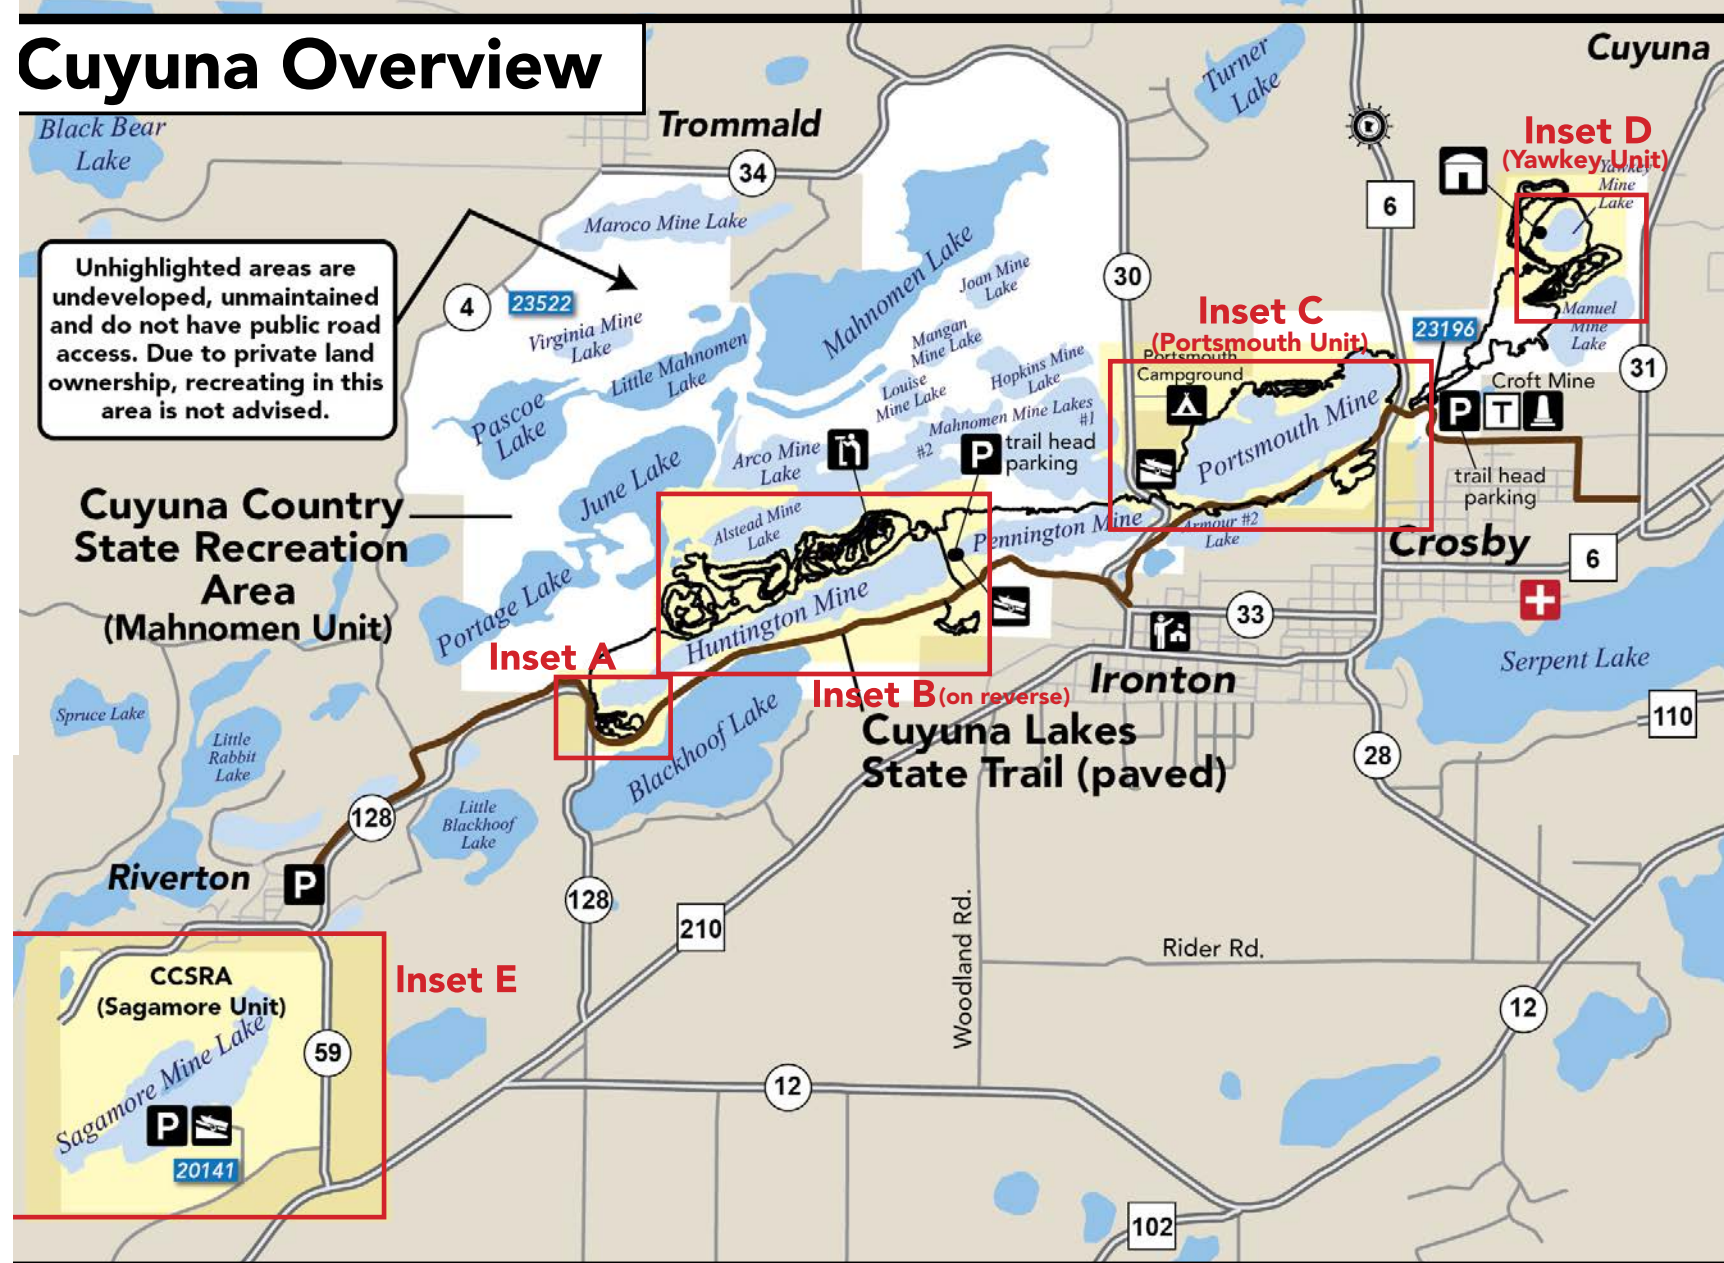 Cuyuna Overview
Cuyuna
Black Bear
Lake
Trommald
34
Turner
Lake
Inset D
(Yawkey Unit)
Yawkey
Mine
Lake
Maroco Mine Lake
6
Unhighlighted areas are
undeveloped, unmaintained
and do not have public road
access. Due to private land
ownership, recreating in this
area is not advised.
4
23522
Virginia Mine
Lake
Little Mahnomen
Lake
Mahnomen Lake
Joan Mine
Lake
30
Inset C
(Portsmouth Unit)
Portsmouth
Campground
23196
Manuel
Mine
Lake
31
Mangan
Mine Lake
Louise
Mine Lake
Hopkins Mine
Lake
Mahnomen Mine Lakes
#1
#2
Pascoe
Lake
June Lake
Arco Mine
Lake
P
trail head
parking
Portsmouth Mine
Croft Mine
P
T
trail head
parking
Cuyuna Country
State Recreation
Area
(Mahnomen Unit)
Alstead Mine
Lake
Pennington Mine
Armour #2
Lake
Crosby
6
Portage Lake
Huntington Mine
33
Serpent Lake
Inset A
Inset B (on reverse)
Ironton
Spruce Lake
Little
Rabbit
Lake
Blackhoof Lake
Cuyuna Lakes
State Trail (paved)
110
28
128
Little
Blackhoof
Lake
Riverton
P
128
210
Woodland Rd.
Rider Rd.
CCSRA
(Sagamore Unit)
Inset E
Sagamore Mine Lake
59
12
12
P
20141
102